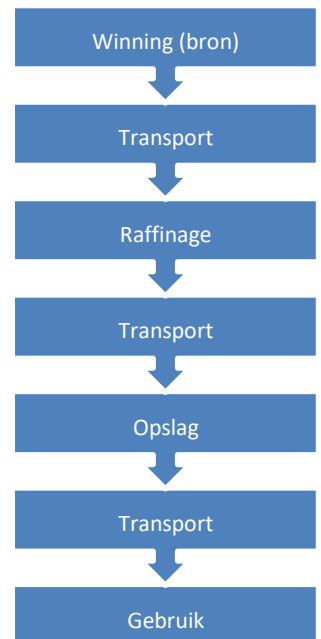 Winning (bron)
Transport
Raffinage
Transport
Opslag
Transport
Gebruik